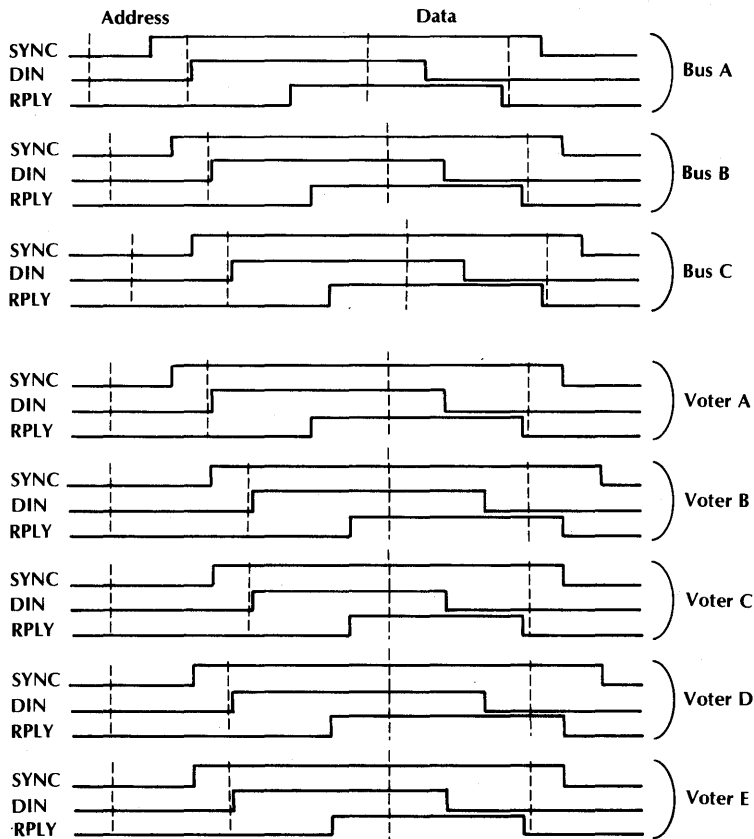 Address Data
SYNC
DIN
RPLY
Bus A
SYNC
DIN
RPLY
Bus B
SYNC
DIN
RPLY
Bus C
SYNC
DIN
RPLY
Voter A
SYNC
DIN
RPLY
Voter B
SYNC
DIN
RPLY
Voter C
SYNC
DIN
RPLY
Voter D
SYNC
DIN
RPLY
Voter E